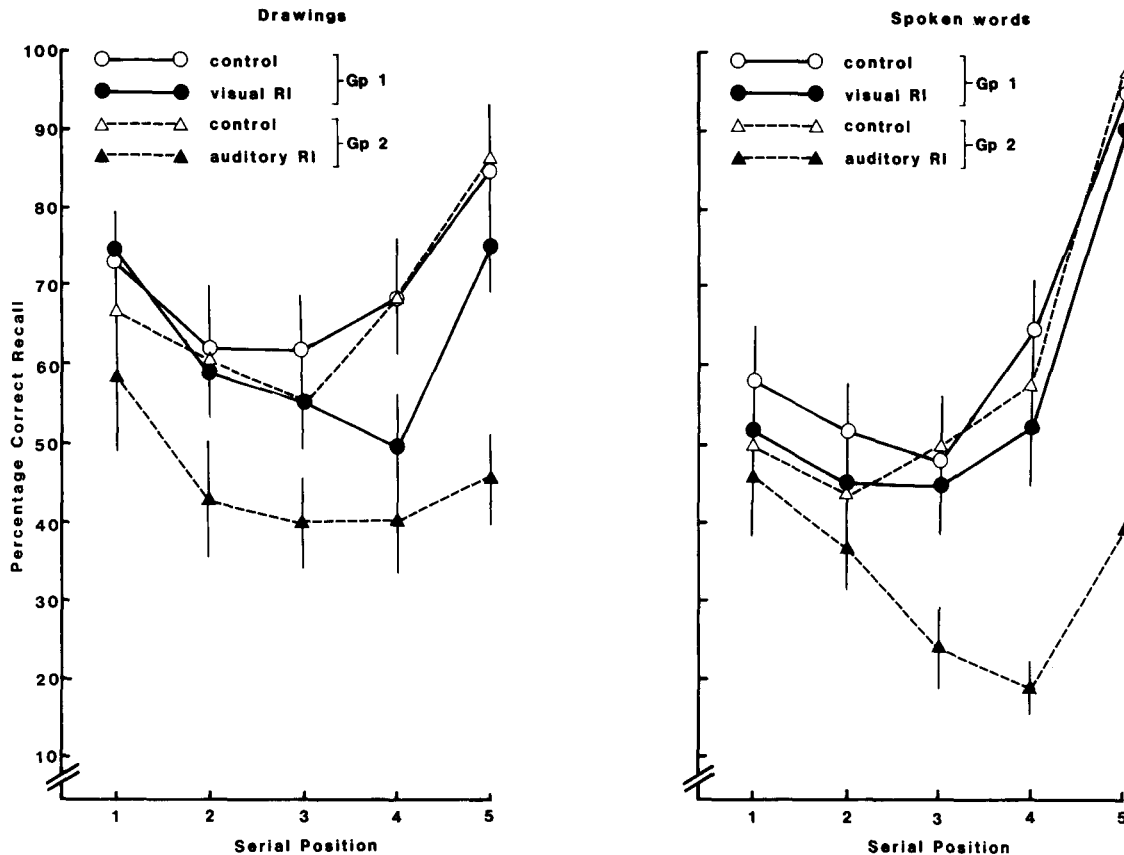 Drawings
Percentage Correct Recall
100
90
80
70
60
50
40
30
20
10
control
visual RI
Gp 1
control
auditory RI
Gp 2
1 2 3 4 5
Serial Position
Spoken words
control
visual RI
Gp 1
control
auditory RI
Gp 2
1 2 3 4 5
Serial Position